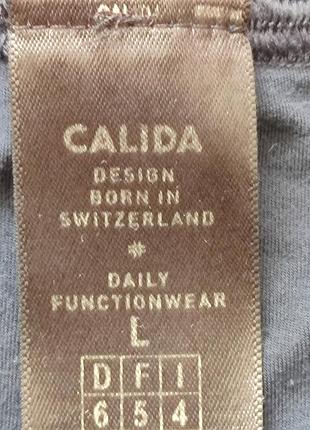 CALIDA
DESIGN
BORN IN
SWITZERLAND
DAILY
FUNCTIONWEAR
L
D F I
6 5 4